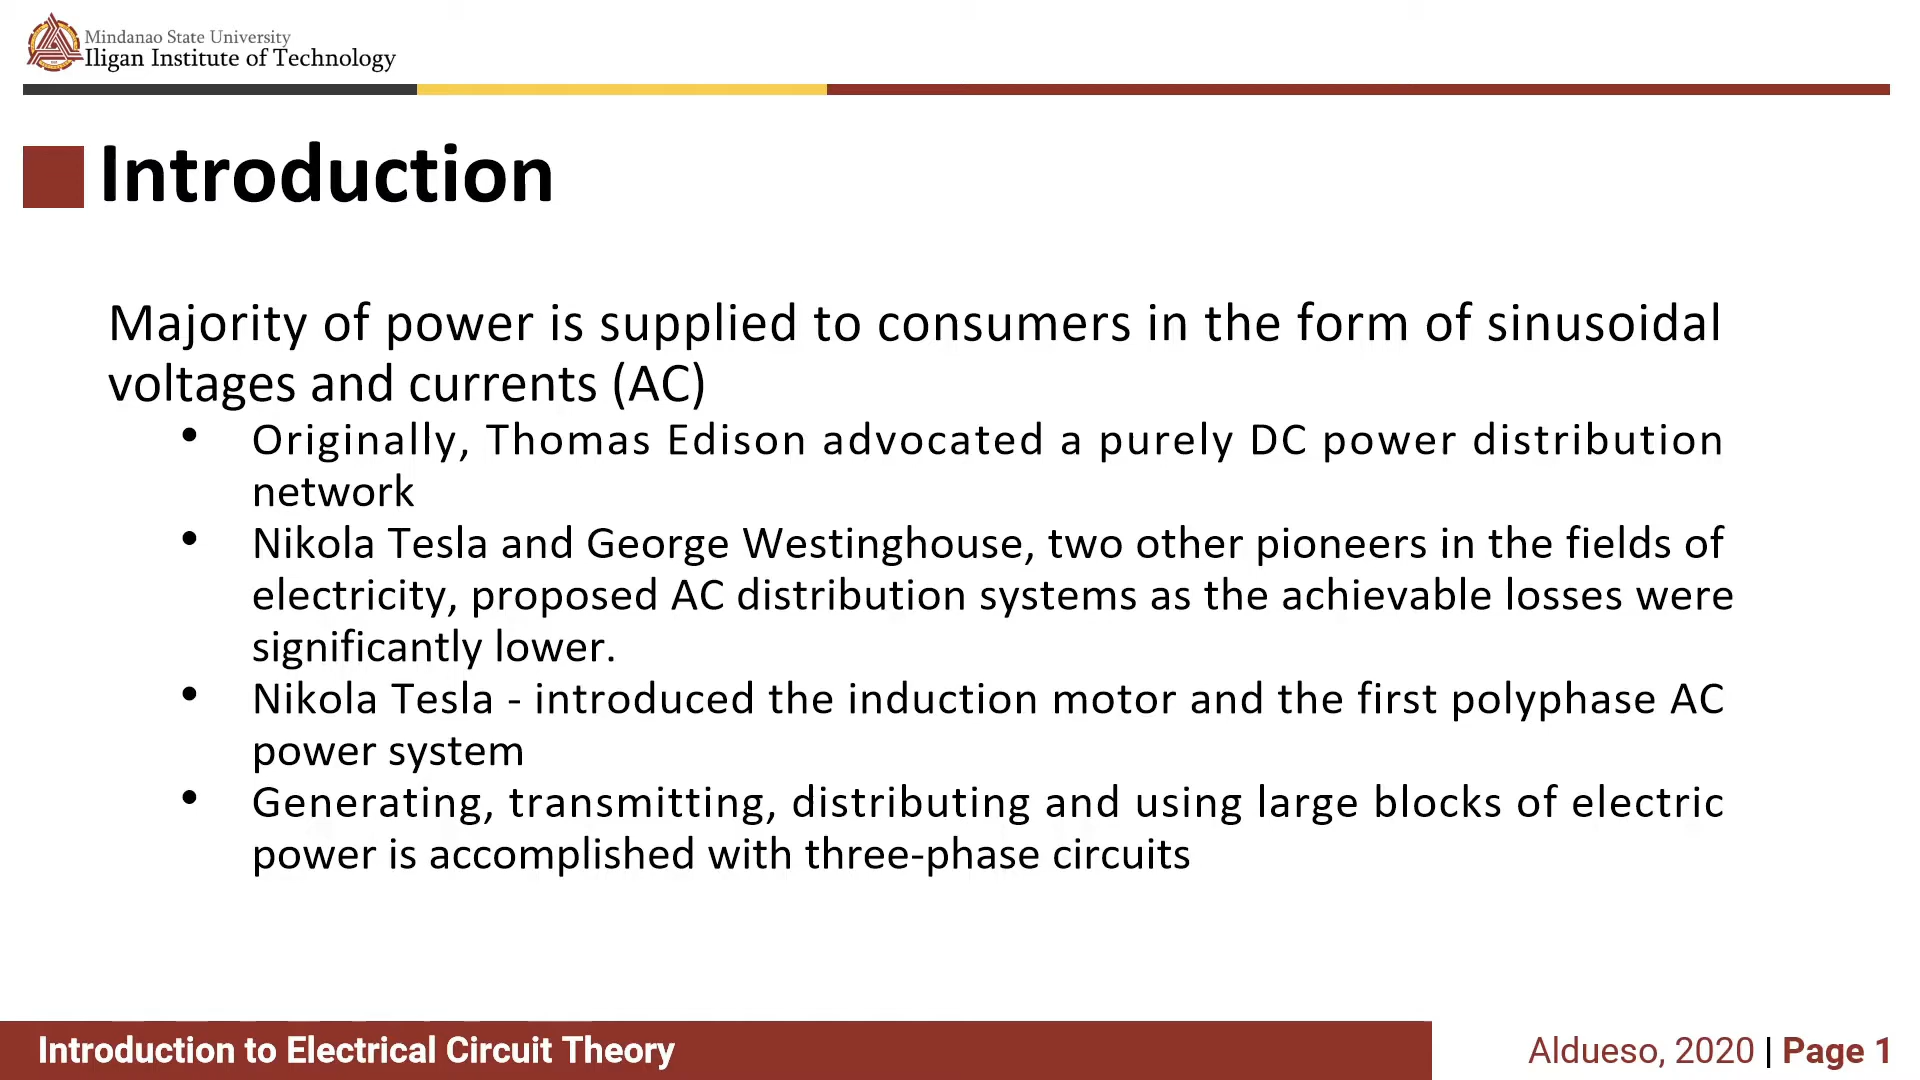 Mindanao State University
Iligan Institute of Technology
Introduction
Majority of power is supplied to consumers in the form of sinusoidal
voltages and currents (AC)
• Originally, Thomas Edison advocated a purely DC power distribution
network
• Nikola Tesla and George Westinghouse, two other pioneers in the fields of
electricity, proposed AC distribution systems as the achievable losses were
significantly lower.
• Nikola Tesla - introduced the induction motor and the first polyphase AC
power system
• Generating, transmitting, distributing and using large blocks of electric
power is accomplished with three-phase circuits
Introduction to Electrical Circuit Theory
Aldueso, 2020 | Page 1